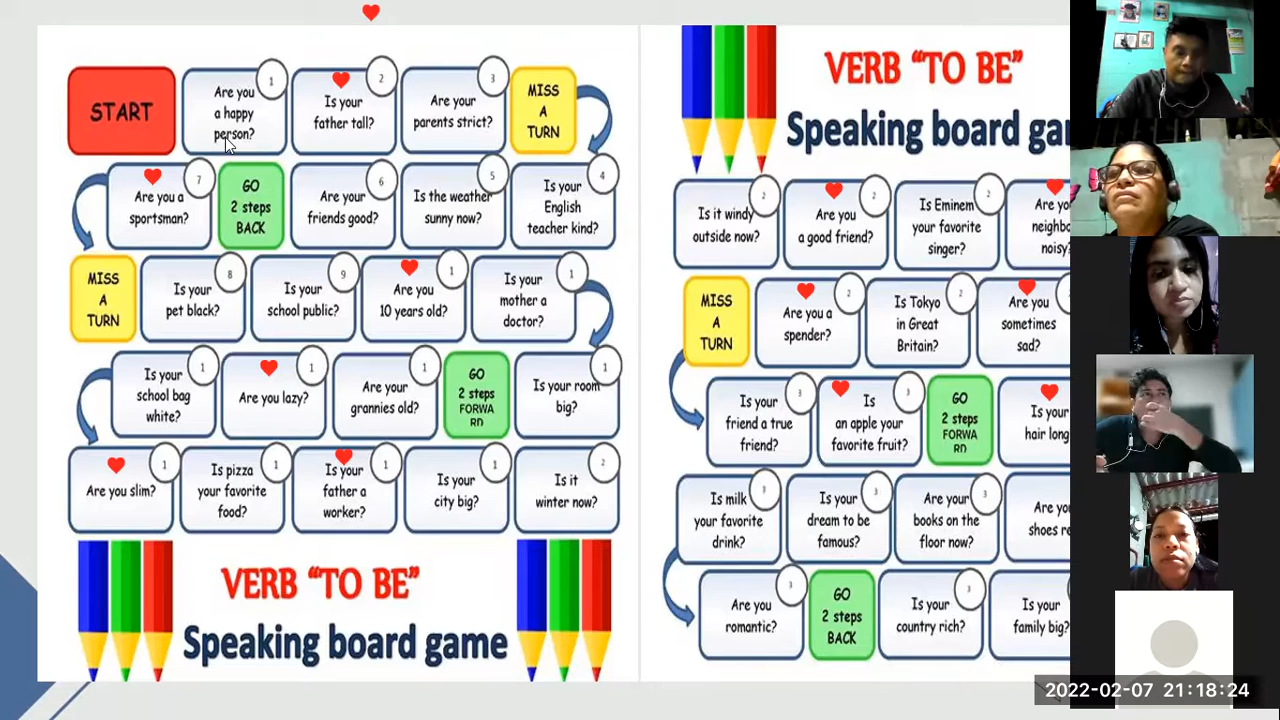 START
1
Are you
a happy
person?
2
Is your
father tall?
3
Are your
parents strict?
MISS
A
TURN
7
Are you a
sportsman?
GO
2 steps
BACK
6
Are your
friends good?
5
Is the weather
sunny now?
4
Is your
English
teacher kind?
MISS
A
TURN
8
Is your
pet black?
9
Is your
school public?
1
Are you
10 years old?
1
Is your
mother a
doctor?
1
Is your
school bag
white?
1
Are you lazy?
1
Are your
grannies old?
GO
2 steps
FORWA
RD
1
Is your room
big?
1
Are you slim?
1
Is pizza
your favorite
food?
1
Is your
father a
worker?
1
Is your
city big?
2
Is it
winter now?
VERB "TO BE"
Speaking board game
VERB "TO BE"
Speaking board gam
2
Is it windy
outside now?
2
Are you
a good friend?
2
Is Eminem
your favorite
singer?
Are yo
neighbo
noisy?
MISS
A
TURN
2
Are you a
spender?
2
Is Tokyo
in Great
Britain?
Are you
sometimes
sad?
3
Is your
friend a true
friend?
3
Is
an apple your
favorite fruit?
GO
2 steps
FORWA
RD
Is your
hair long
3
Is milk
your favorite
drink?
3
Is your
dream to be
famous?
3
Are your
books on the
floor now?
Are yo
shoes ro
3
Are you
romantic?
GO
2 steps
BACK
3
Is your
country rich?
Is your
family big?
2022-02-07 21:18:24